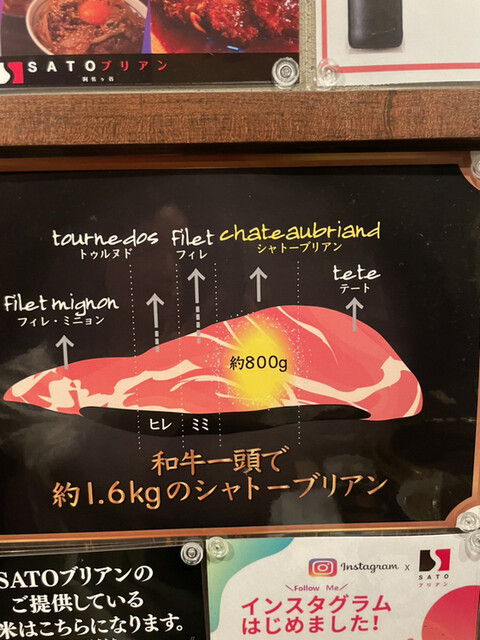 SATOブリアン
tournedos
トゥルヌド
filet
フィレ
chateaubriand
シャトーブリアン
tete
テート
filet mignon
フィレ・ミニョン
約800g
ヒレ
ミミ
和牛一頭で
約1.6kgのシャトーブリアン
SATOブリアンの
ご提供している
米はこちらになります。
Instagram x SATO
ブリアン
Follow Me
インスタグラム
はじめました!